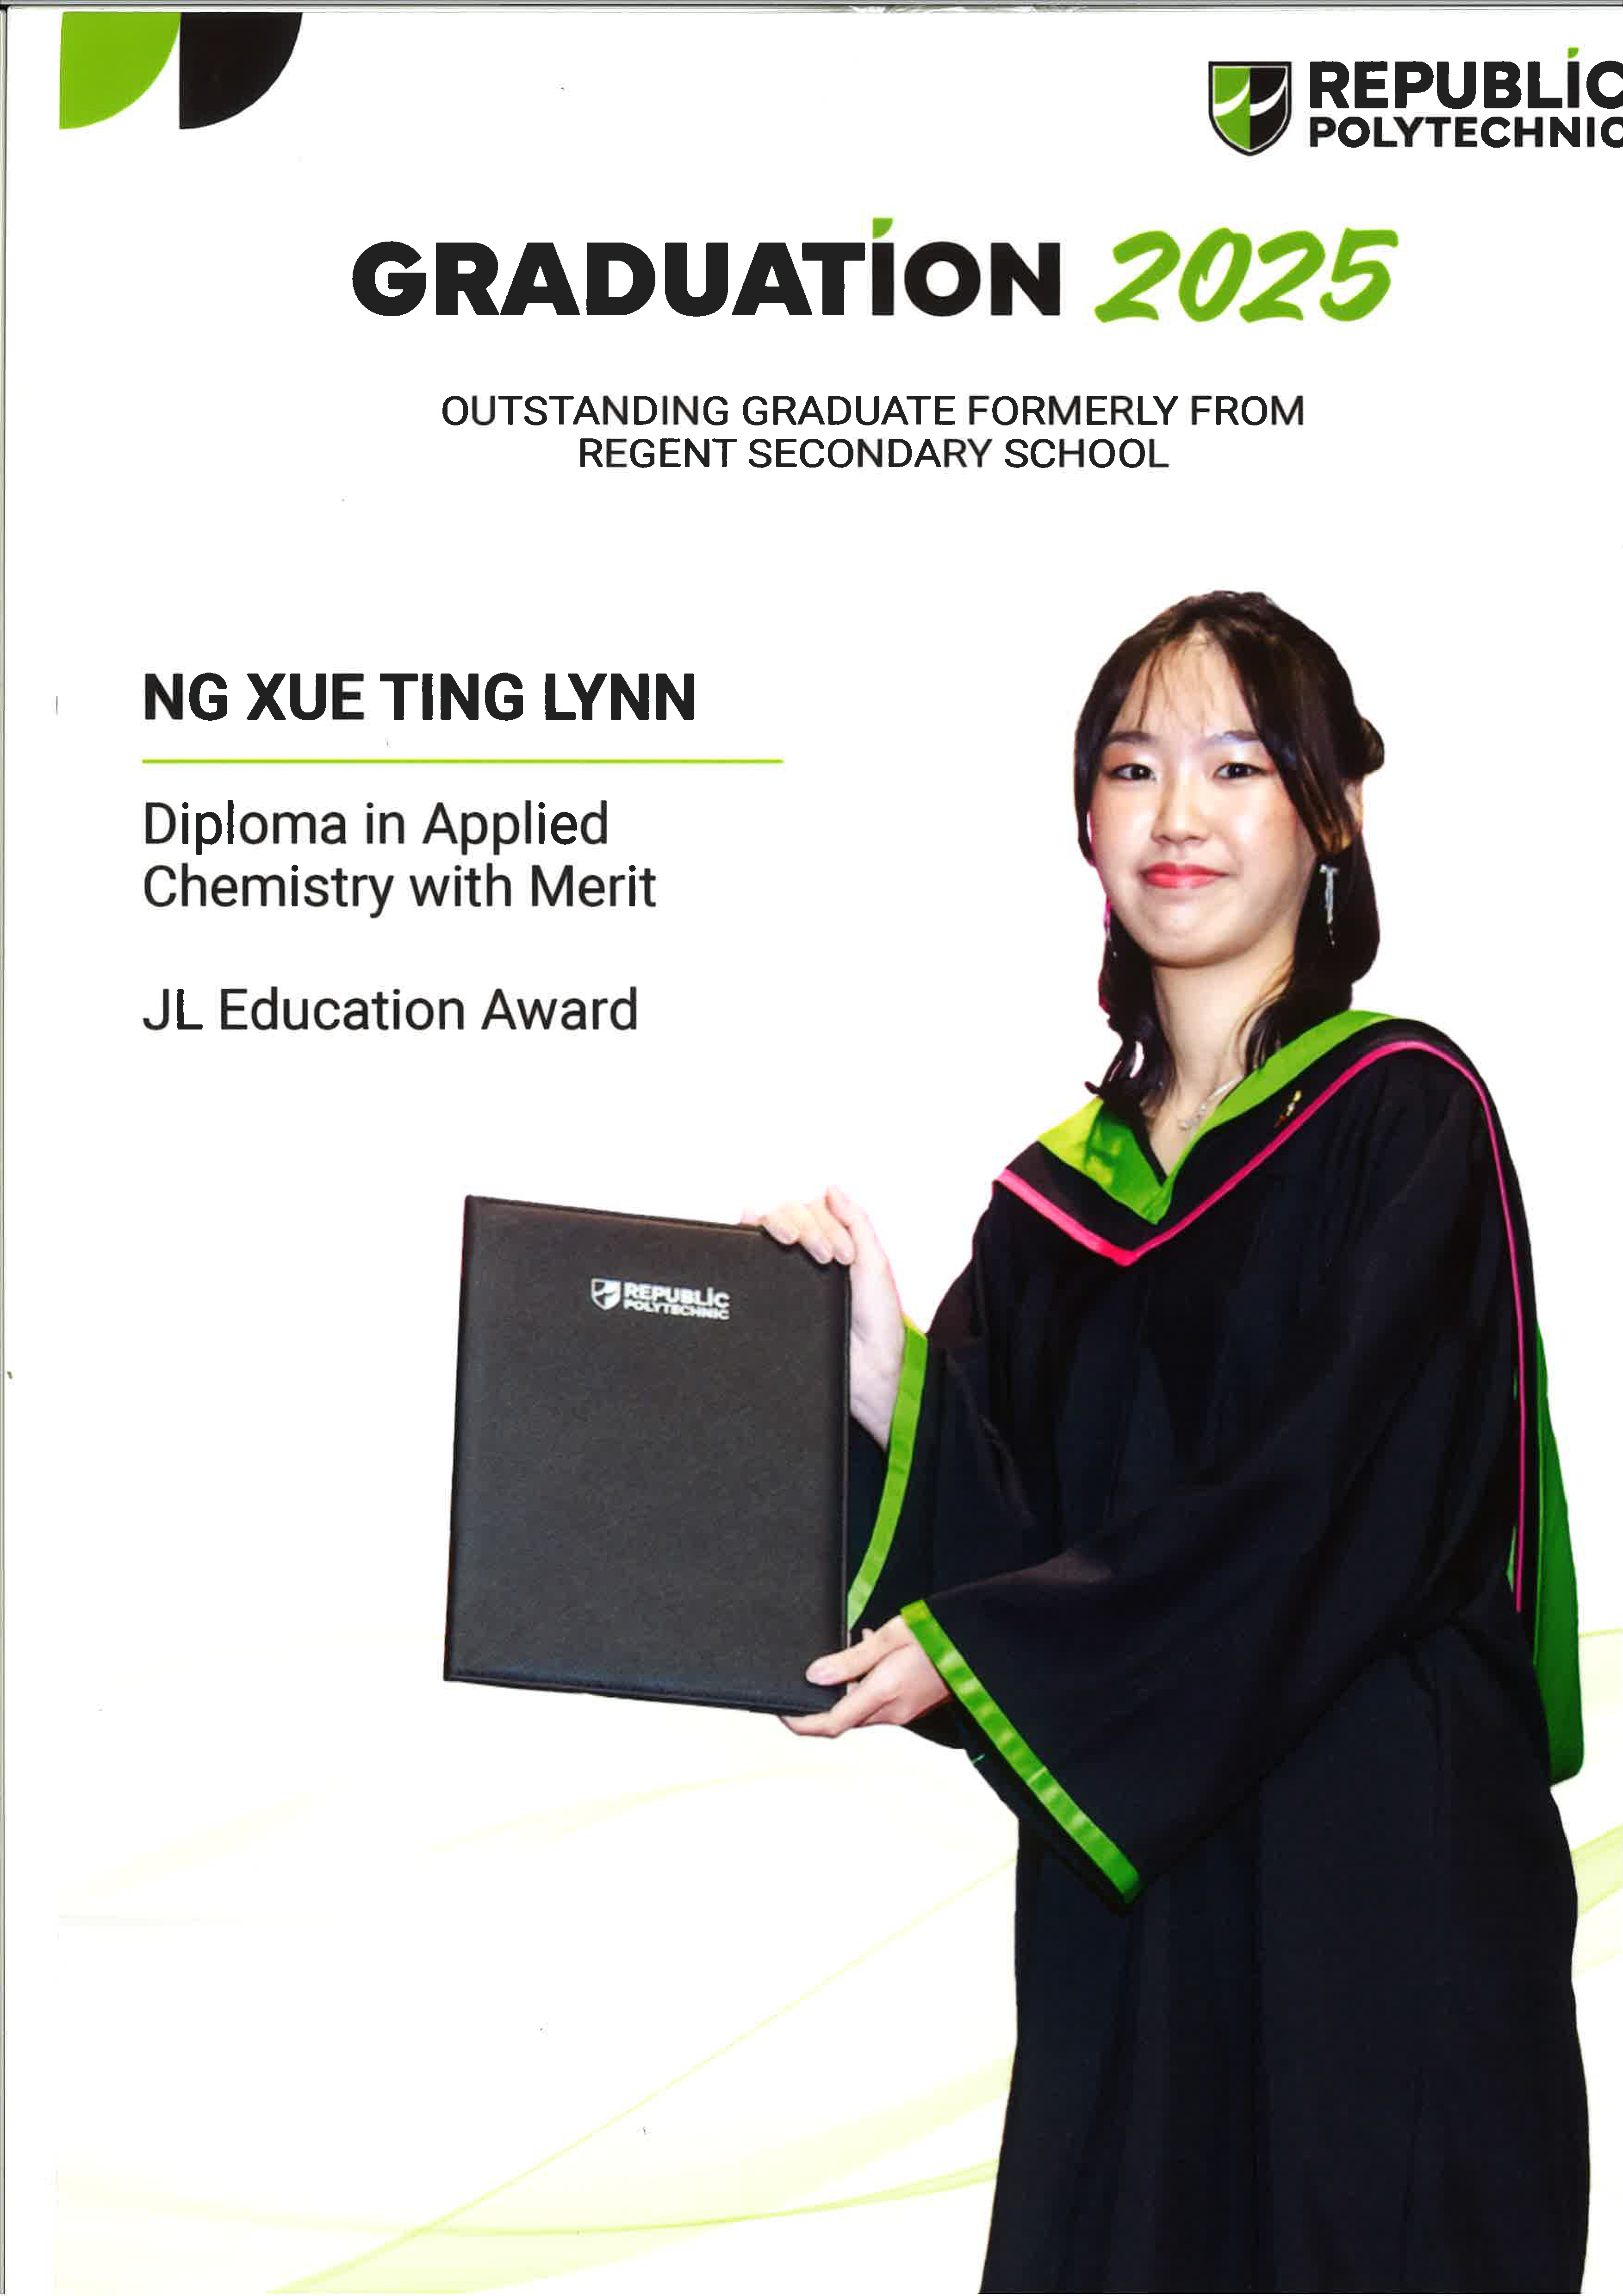 REPUBLIC
POLYTECHNIC
GRADUATION 2025
OUTSTANDING GRADUATE FORMERLY FROM
REGENT SECONDARY SCHOOL
NG XUE TING LYNN
Diploma in Applied
Chemistry with Merit
JL Education Award
REPUBLIC
POLYTECHNIC